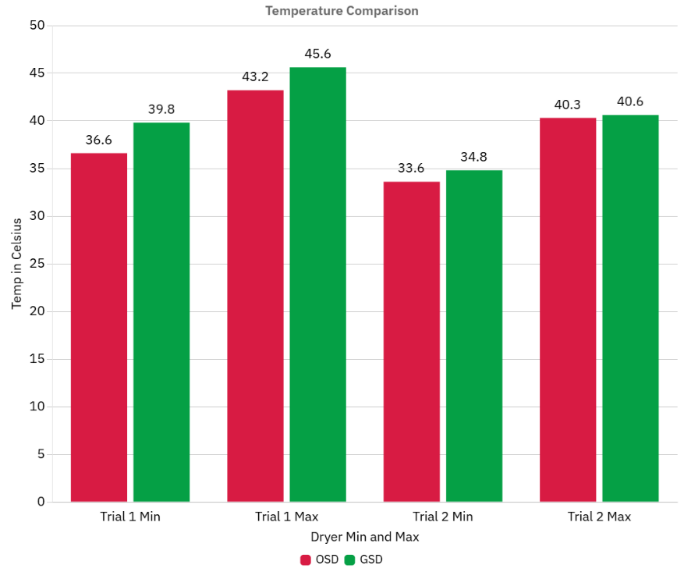 Temperature Comparison
50
45
40
35
30
25
20
15
10
5
0
Temp in Celsius
36.6
39.8
43.2
45.6
33.6
34.8
40.3
40.6
Trial 1 Min
Trial 1 Max
Trial 2 Min
Trial 2 Max
Dryer Min and Max
OSD GSD